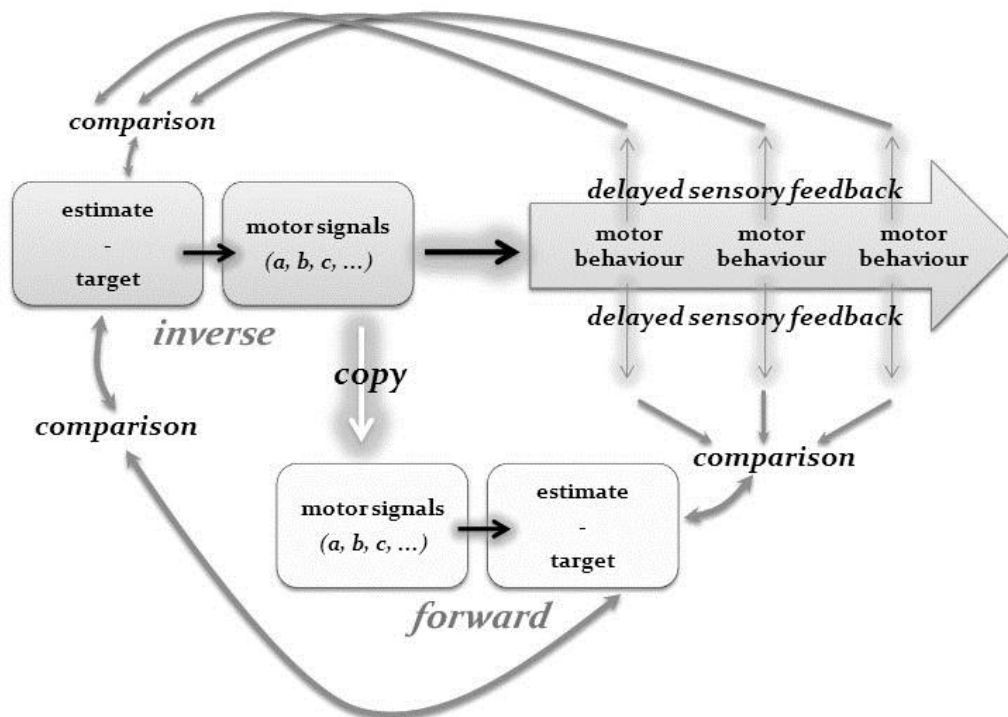 comparison
estimate
-
target
motor signals
(a, b, c, ...)
inverse
delayed sensory feedback
motor
behaviour
motor
behaviour
motor
behaviour
delayed sensory feedback
copy
comparison
comparison
motor signals
(a, b, c, ...)
estimate
-
target
forward